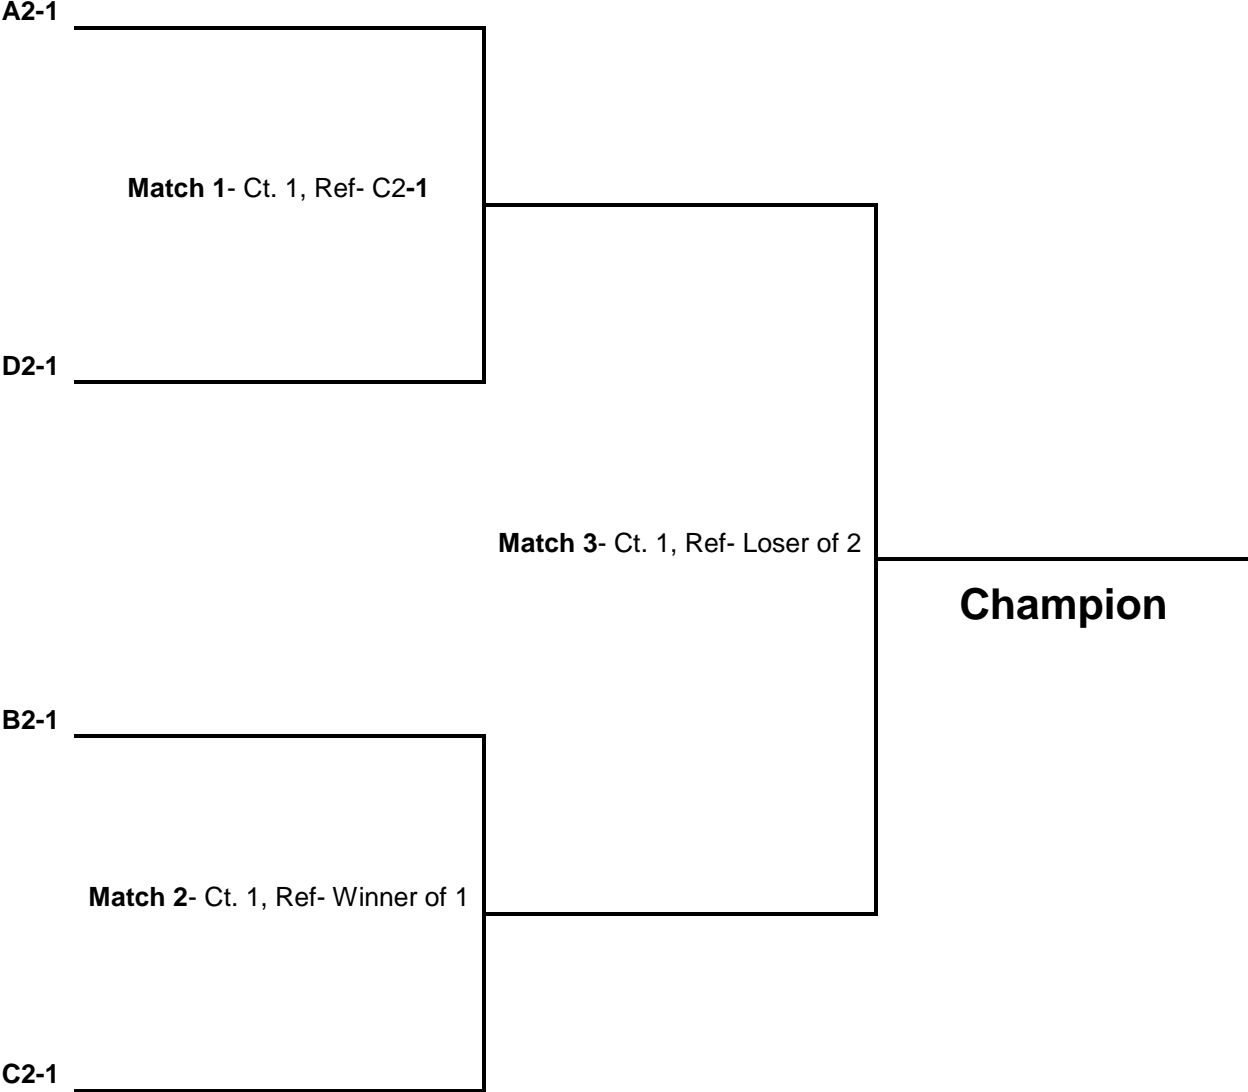 A2-1
Match 1- Ct. 1, Ref- C2-1
D2-1
Match 3- Ct. 1, Ref- Loser of 2
Champion
B2-1
Match 2- Ct. 1, Ref- Winner of 1
C2-1